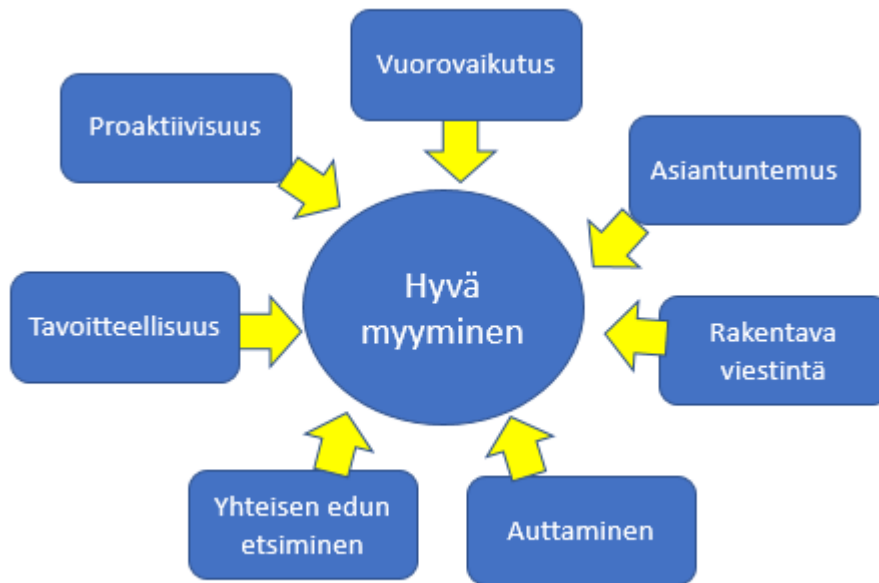 Vuorovaikutus
Proaktiivisuus
Asiantuntemus
Hyvä
myyminen
Tavoitteellisuus
Rakentava
viestintä
Yhteisen edun
etsiminen
Auttaminen